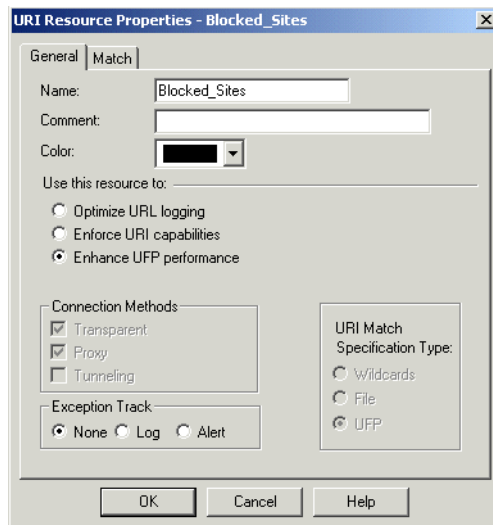 URI Resource Properties - Blocked_Sites
General Match
Name: Blocked_Sites
Comment:
Color:
Use this resource to:
Optimize URL logging
Enforce URI capabilities
Enhance UFP performance
Connection Methods
Transparent
Proxy
Tunneling
URI Match
Specification Type:
Wildcards
File
UFP
Exception Track
None Log Alert
OK Cancel Help